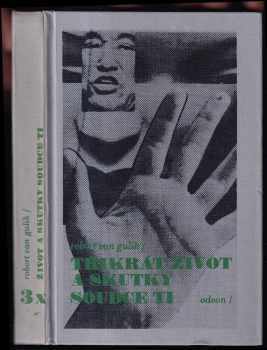 robert van gulik /
ŽIVOT A SKUTKY SOUDCE TI
3x
robert van gulik /
TŘIKRÁT ŽIVOT
A SKUTKY
SOUDCE TI
odeon /